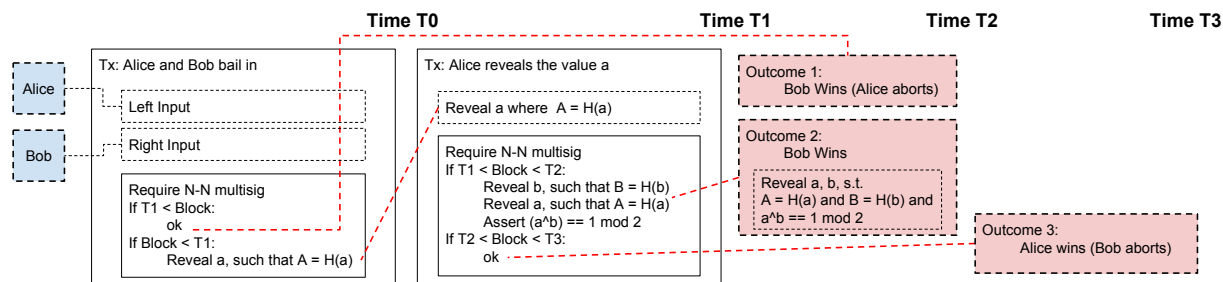 Time T0
Time T1
Time T2
Time T3
Alice
Bob
Tx: Alice and Bob bail in
Left Input
Right Input
Require N-N multisig
If T1 < Block:
ok
If Block < T1:
Reveal a, such that A = H(a)
Tx: Alice reveals the value a
Reveal a where A = H(a)
Require N-N multisig
If T1 < Block < T2:
Reveal b, such that B = H(b)
Reveal a, such that A = H(a)
Assert (a^b) == 1 mod 2
If T2 < Block < T3:
ok
Outcome 1:
Bob Wins (Alice aborts)
Outcome 2:
Bob Wins
Reveal a, b, s.t.
A = H(a) and B = H(b) and
a^b == 1 mod 2
Outcome 3:
Alice wins (Bob aborts)